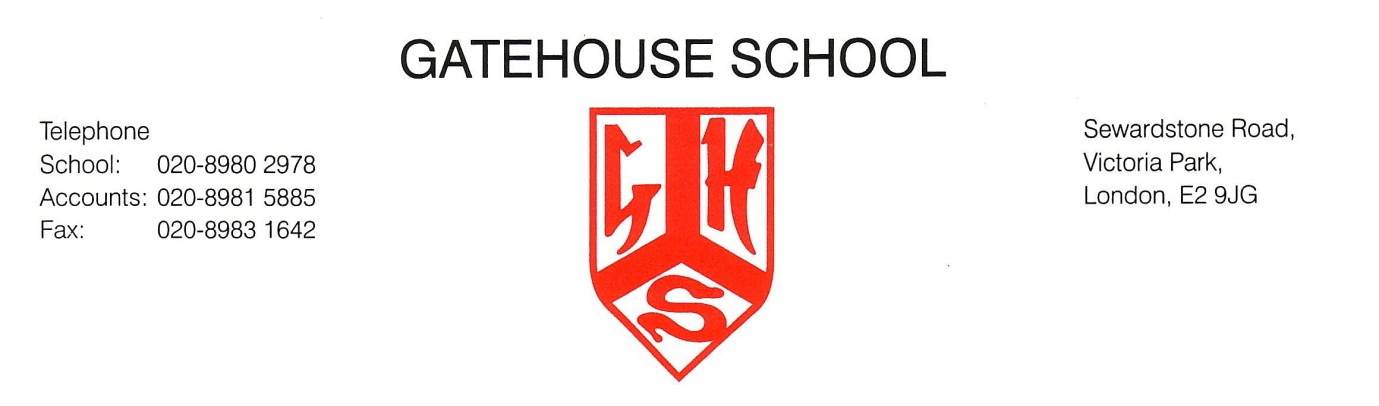 GATEHOUSE SCHOOL
Telephone
School: 020-8980 2978
Accounts: 020-8981 5885
Fax: 020-8983 1642
G H
S
Sewardstone Road,
Victoria Park,
London, E2 9JG